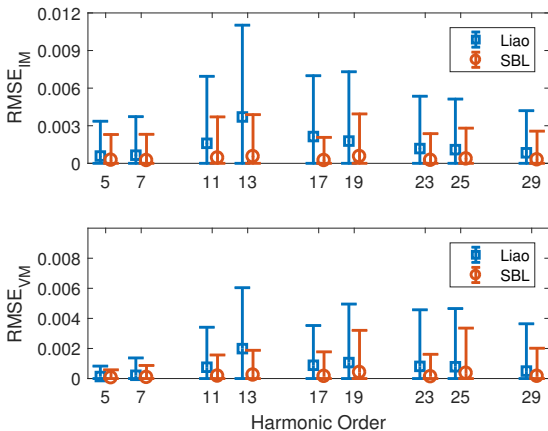 RMSE_IM
0.012
0.009
0.006
0.003
0
Liao
SBL
5 7 11 13 17 19 23 25 29
RMSE_VM
0.008
0.006
0.004
0.002
0
Liao
SBL
5 7 11 13 17 19 23 25 29
Harmonic Order